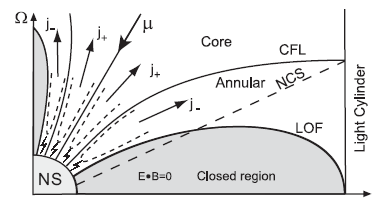 Ω
j-
j+
μ
Core
CFL
j+
Annular
NCS
j-
LOF
Light Cylinder
NS
E•B=0
Closed region